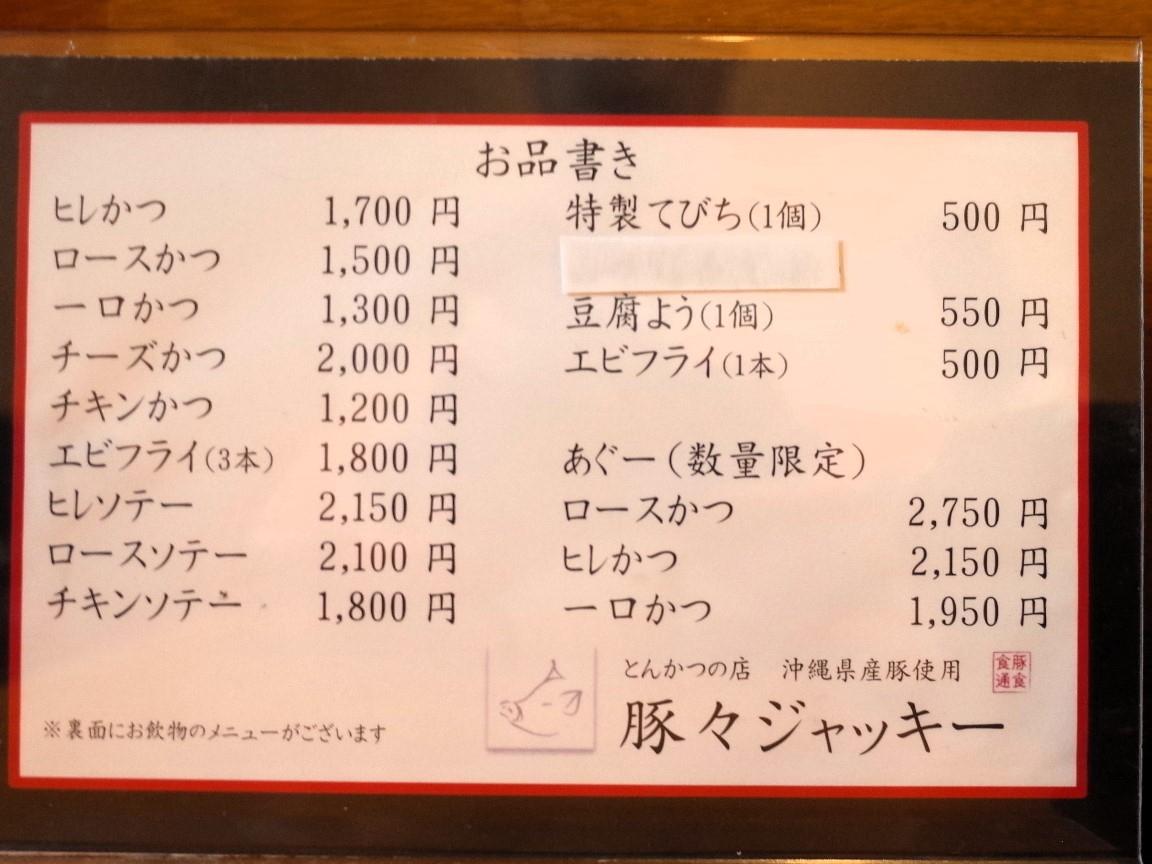 お品書き
ヒレかつ 1,700 円
ロースかつ 1,500 円
一口かつ 1,300 円
チーズかつ 2,000 円
チキンかつ 1,200 円
エビフライ(3本) 1,800 円
ヒレソテー 2,150 円
ロースソテー 2,100 円
チキンソテー 1,800 円
※裏面にお飲物のメニューがございます
特製てびち(1個) 500 円
豆腐よう(1個) 550 円
エビフライ(1本) 500 円
あぐー(数量限定)
ロースかつ 2,750 円
ヒレかつ 2,150 円
一口かつ 1,950 円
とんかつの店 沖縄県産豚使用
豚々ジャッキー
豚食
食通